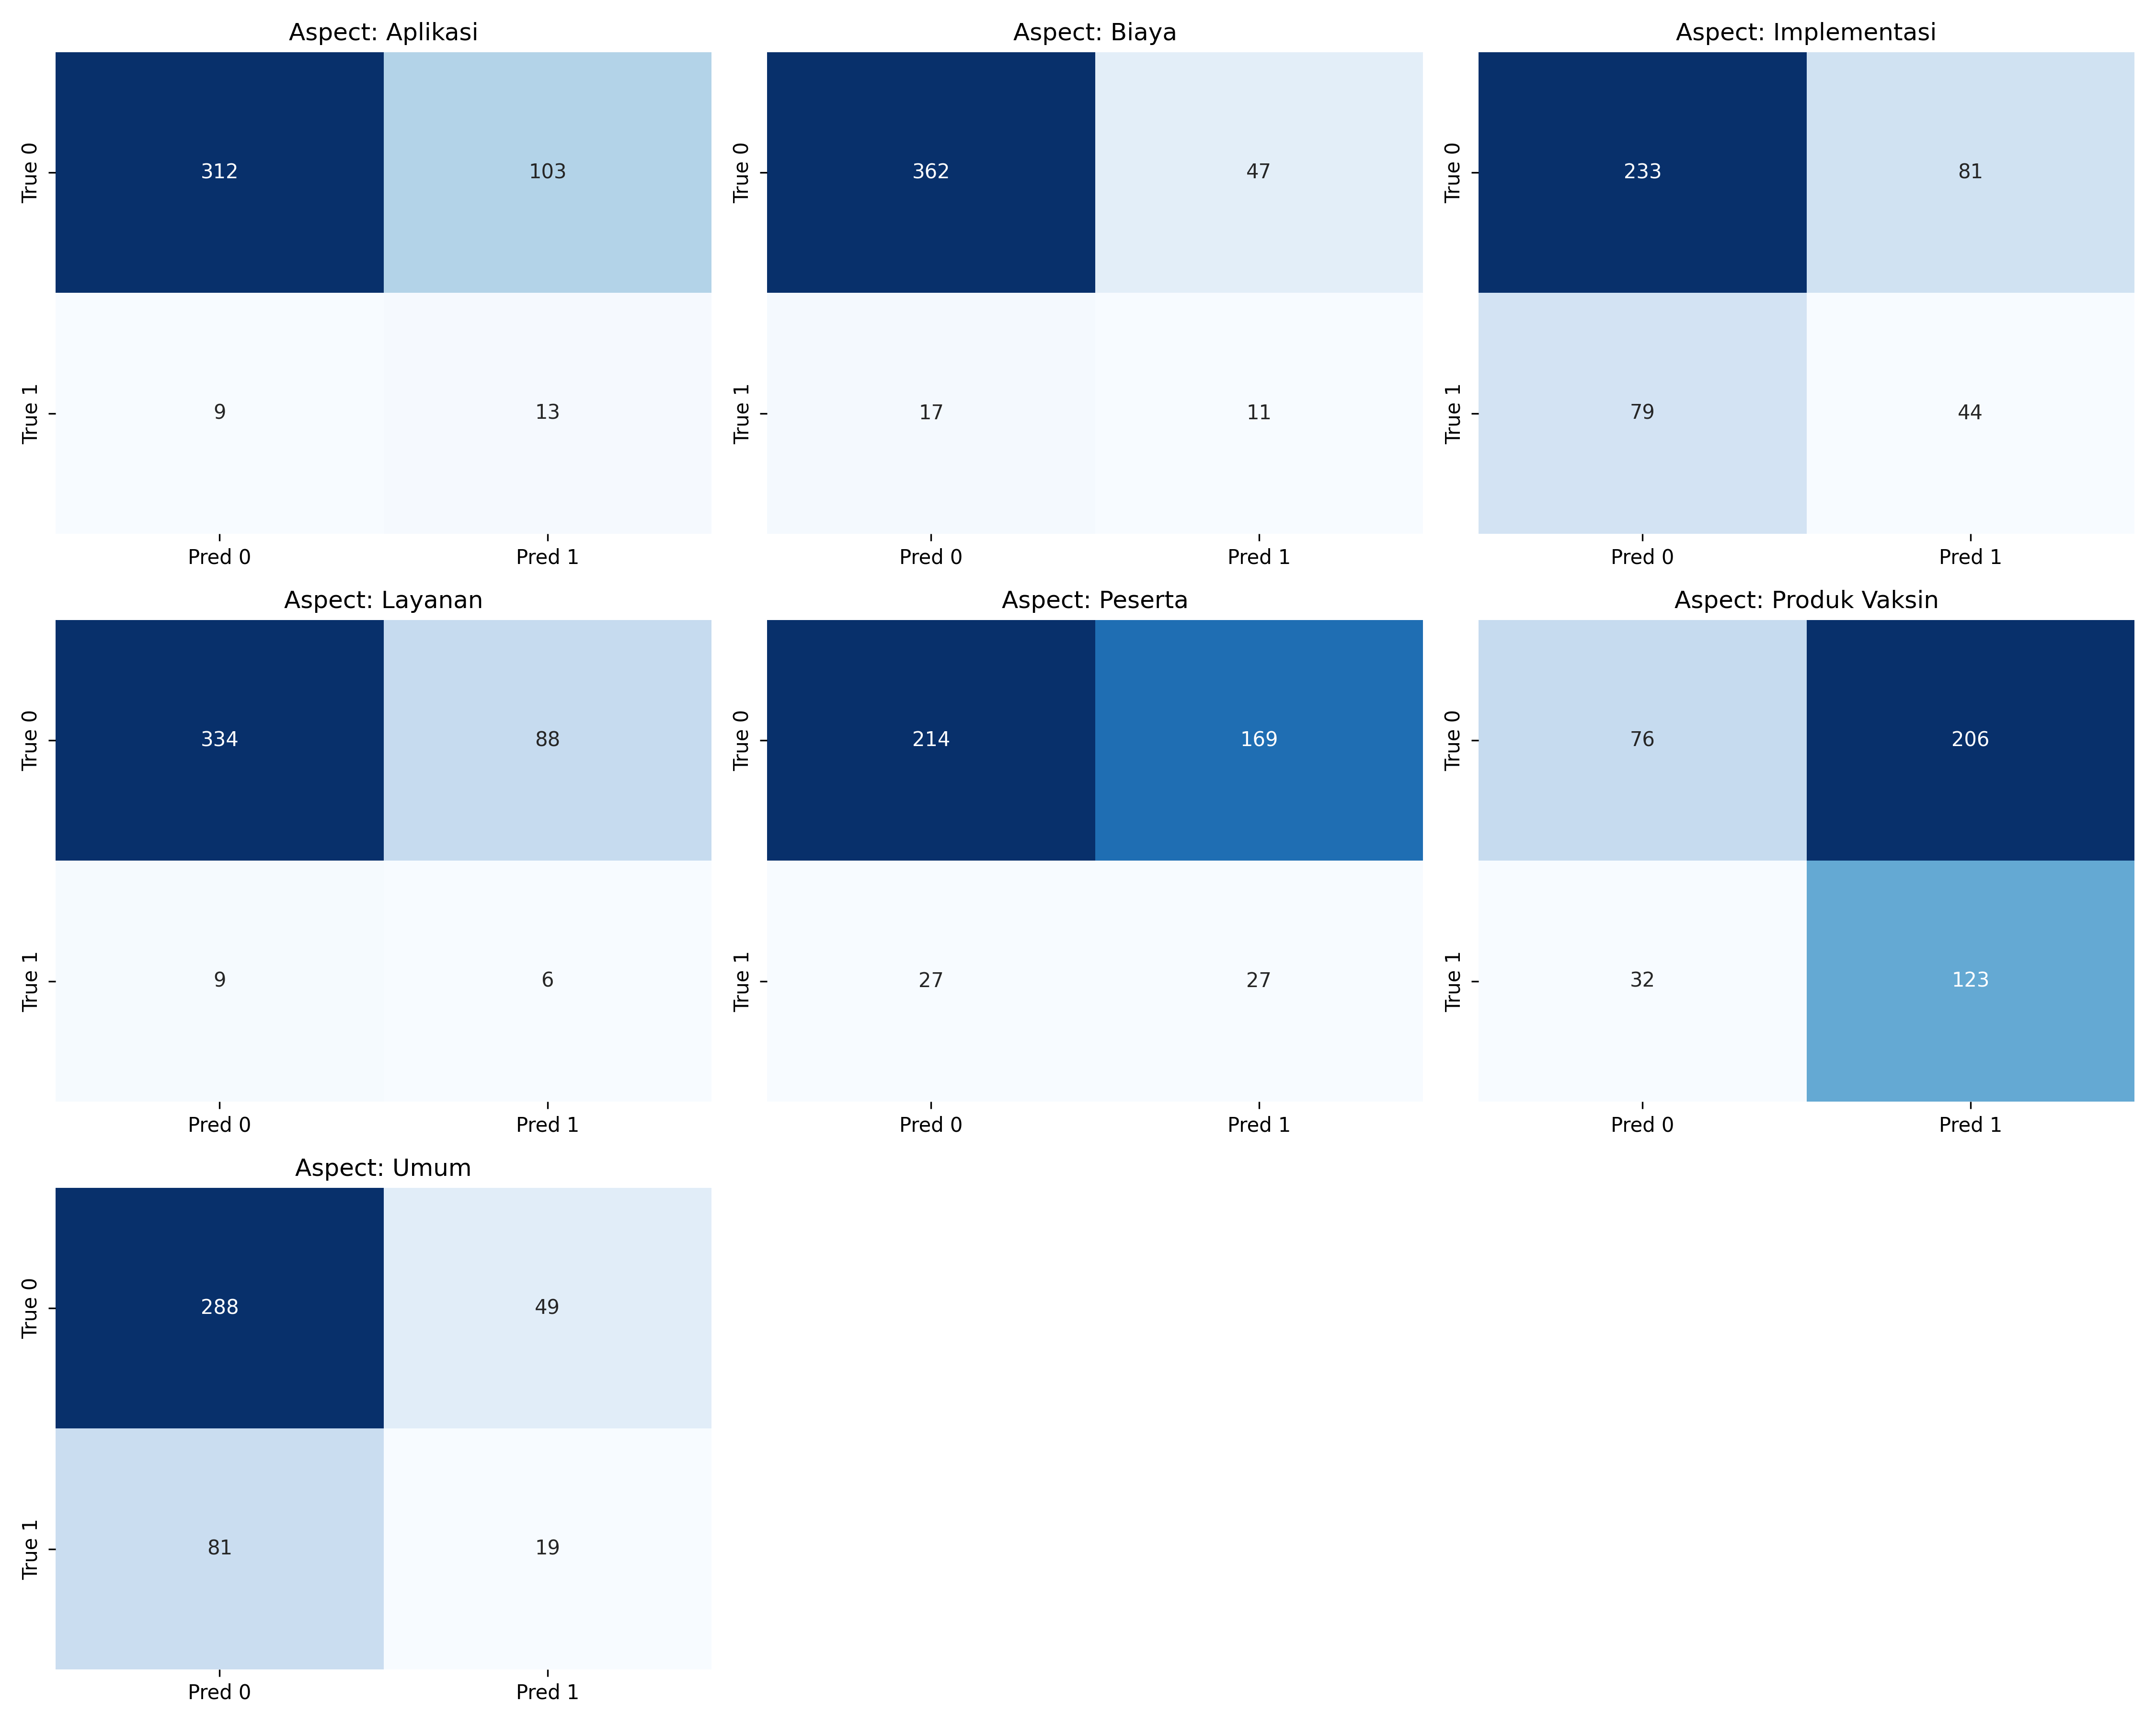 Aspect: Aplikasi
True 0
312
103
True 1
9
13
Pred 0
Pred 1
Aspect: Biaya
True 0
362
47
True 1
17
11
Pred 0
Pred 1
Aspect: Implementasi
True 0
233
81
True 1
79
44
Pred 0
Pred 1
Aspect: Layanan
True 0
334
88
True 1
9
6
Pred 0
Pred 1
Aspect: Peserta
True 0
214
169
True 1
27
27
Pred 0
Pred 1
Aspect: Produk Vaksin
True 0
76
206
True 1
32
123
Pred 0
Pred 1
Aspect: Umum
True 0
288
49
True 1
81
19
Pred 0
Pred 1